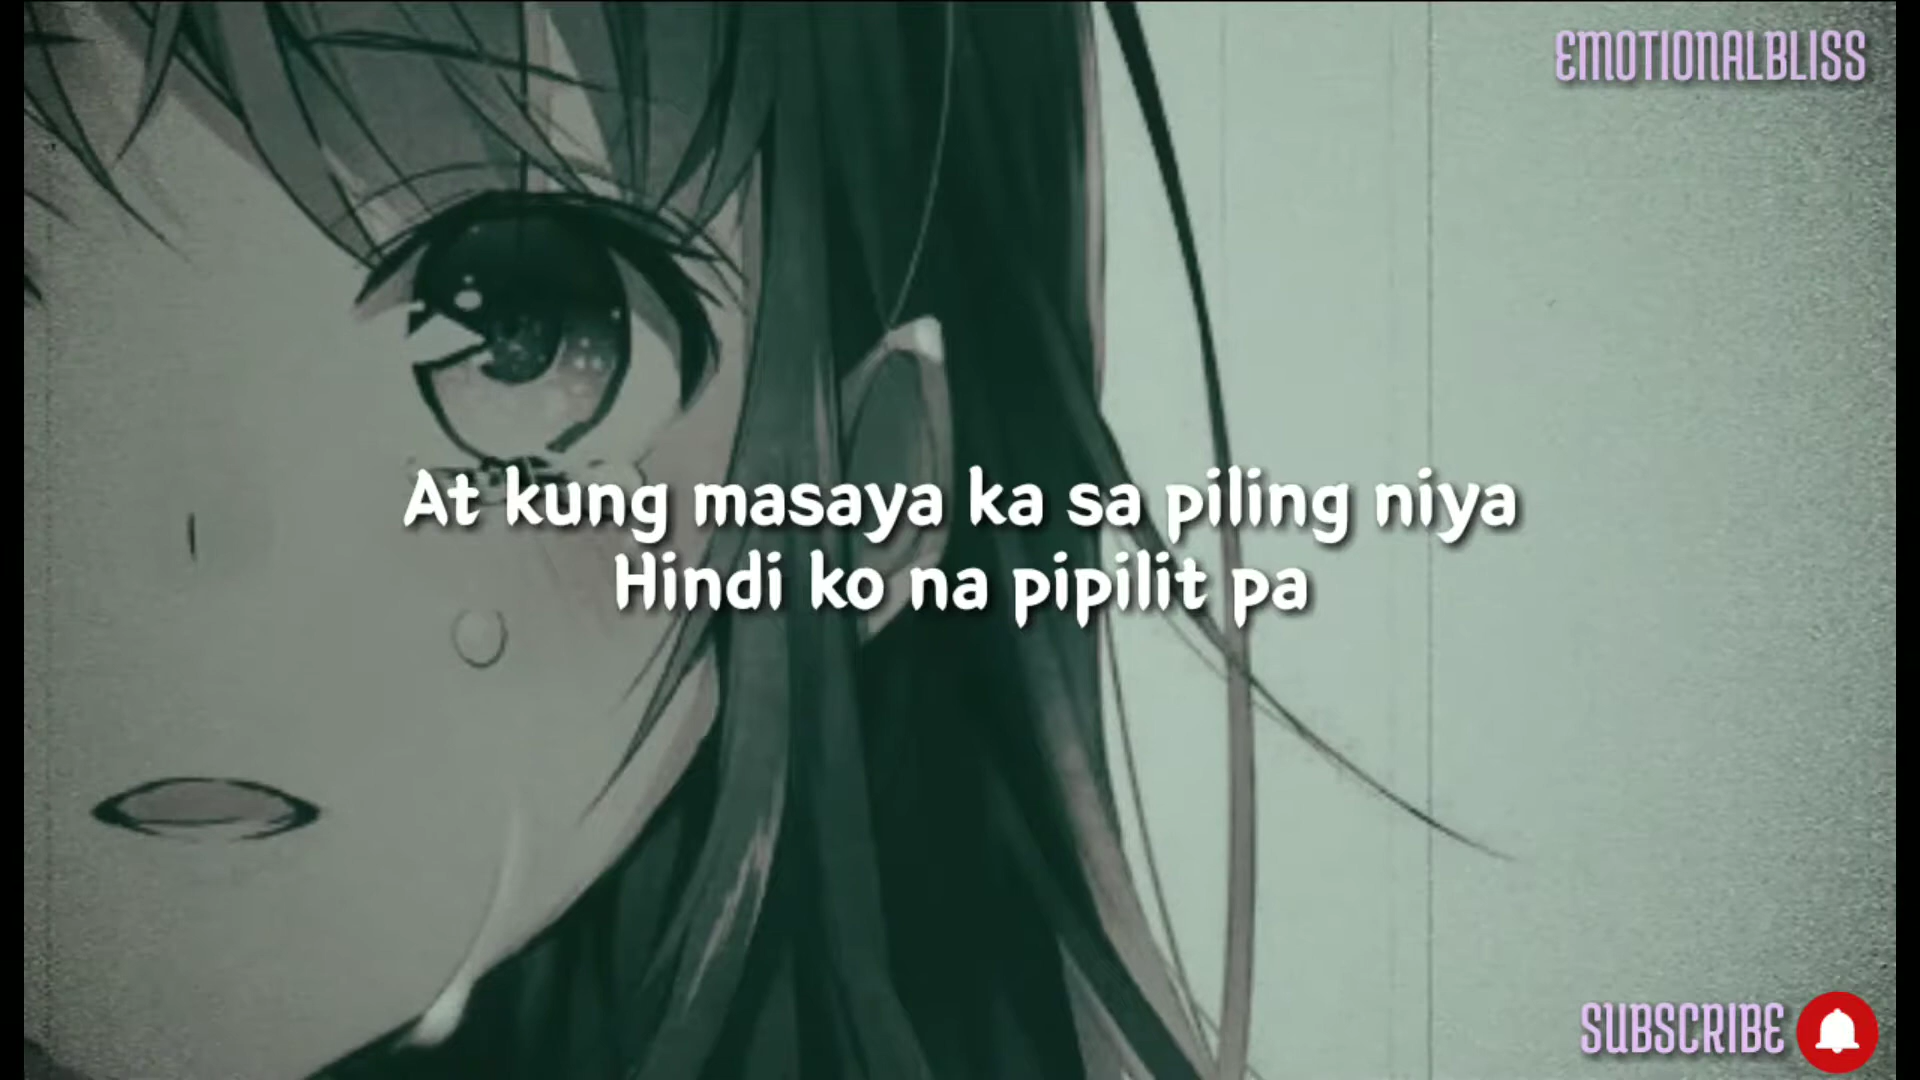 EMOTIONALBLISS
At kung masaya ka sa piling niya
Hindi ko na pipilit pa
SUBSCRIBE